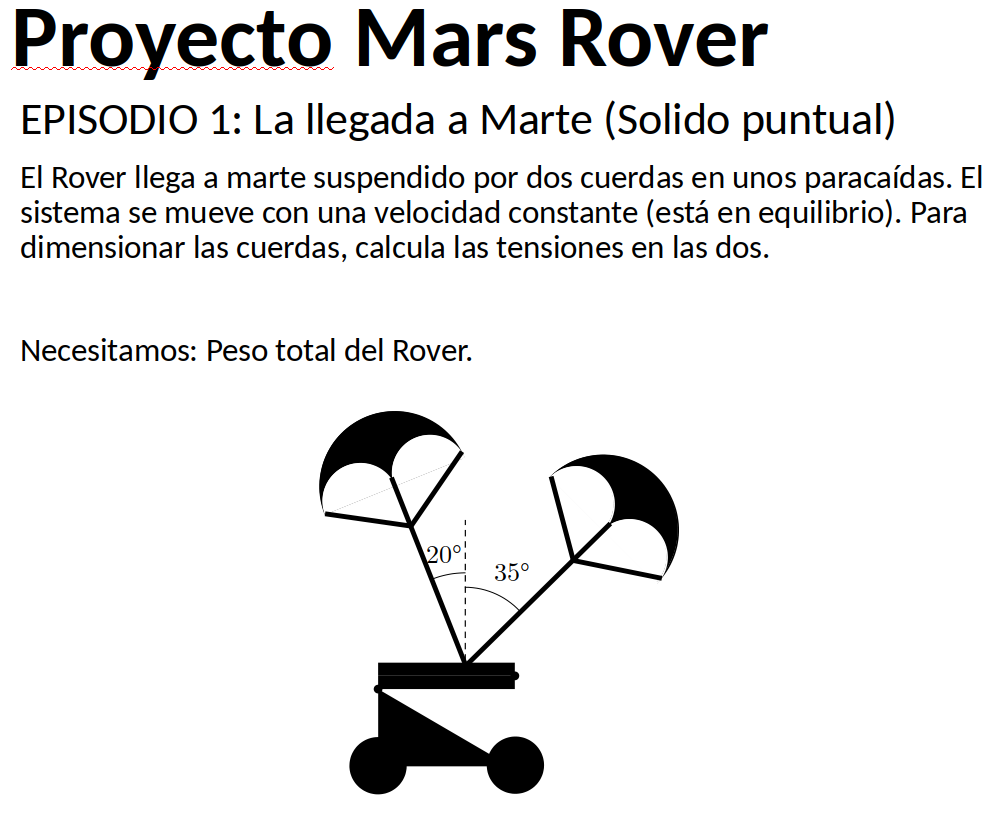 Proyecto Mars Rover
EPISODIO 1: La llegada a Marte (Solido puntual)
El Rover llega a marte suspendido por dos cuerdas en unos paracaídas. El
sistema se mueve con una velocidad constante (está en equilibrio). Para
dimensionar las cuerdas, calcula las tensiones en las dos.
Necesitamos: Peso total del Rover.
20°
35°